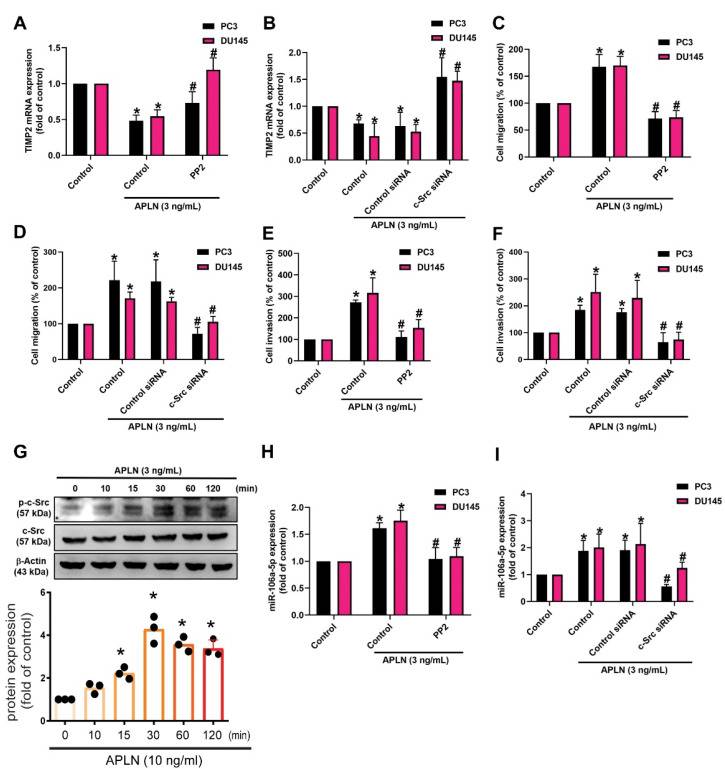 A
TIMP2 mRNA expression
(fold of control)
1.5
1.0
0.5
0.0
PC3
DU145
* * # #
Control
Control
PP2
APLN (3 ng/mL)
B
TIMP2 mRNA expression
(fold of control)
2.0
1.5
1.0
0.5
0.0
PC3
DU145
* * * * # #
Control
Control
Control siRNA
c-Src siRNA
APLN (3 ng/mL)
C
Cell migration (% of control)
200
150
100
50
0
PC3
DU145
* * # #
Control
Control
PP2
APLN (3 ng/mL)
D
Cell migration (% of control)
300
200
100
0
PC3
DU145
* * * * # #
Control
Control
Control siRNA
c-Src siRNA
APLN (3 ng/mL)
E
Cell invasion (% of control)
500
400
300
200
100
0
PC3
DU145
* * # #
Control
Control
PP2
APLN (3 ng/mL)
F
Cell invasion (% of control)
400
300
200
100
0
PC3
DU145
* * * * # #
Control
Control
Control siRNA
c-Src siRNA
APLN (3 ng/mL)
G
APLN (3 ng/mL)
0 10 15 30 60 120 (min)
p-c-Src
(57 kDa)
c-Src
(57 kDa)
β-Actin
(43 kDa)
protein expression
(fold of control)
6
4
2
0
* * * *
0 10 15 30 60 120 (min)
APLN (10 ng/ml)
H
miR-106a-5p expression
(fold of control)
2.5
2.0
1.5
1.0
0.5
0.0
PC3
DU145
* * # #
Control
Control
PP2
APLN (3 ng/mL)
I
miR-106a-5p expression
(fold of control)
4
3
2
1
0
PC3
DU145
* * * * # #
Control
Control
Control siRNA
c-Src siRNA
APLN (3 ng/mL)